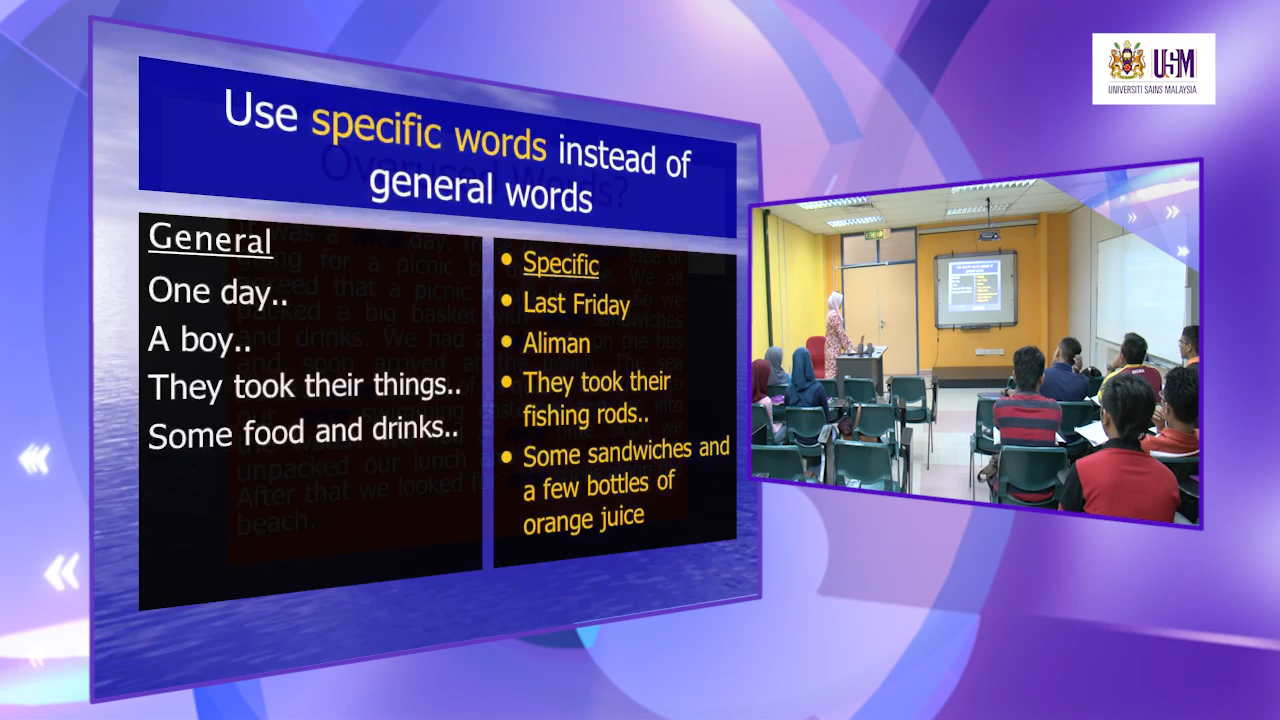 Use specific words instead of
general words
General
One day..
A boy..
They took their things..
Some food and drinks..
• Specific
• Last Friday
• Aliman
• They took their
fishing rods..
• Some sandwiches and
a few bottles of
orange juice
USM
UNIVERSITI SAINS MALAYSIA